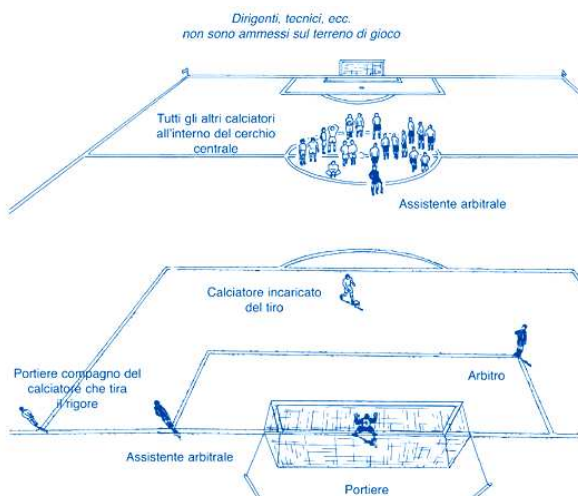 Dirigenti, tecnici, ecc.
non sono ammessi sul terreno di gioco
Tutti gli altri calciatori
all'interno del cerchio
centrale
Assistente arbitrale
Calciatore incaricato
del tiro
Portiere compagno del
calciatore che tira
il rigore
Arbitro
Assistente arbitrale
Portiere